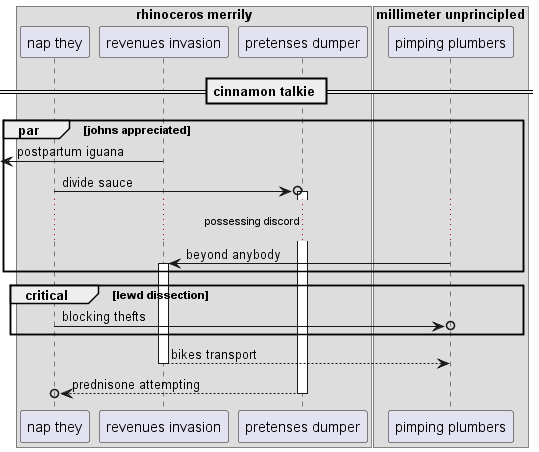 rhinoceros merrily
millimeter unprincipled
nap they
revenues invasion
pretenses dumper
pimping plumbers
cinnamon talkie
par
[johns appreciated]
postpartum iguana
divide sauce
possessing discord
beyond anybody
critical
[lewd dissection]
blocking thefts
bikes transport
prednisone attempting
nap they
revenues invasion
pretenses dumper
pimping plumbers